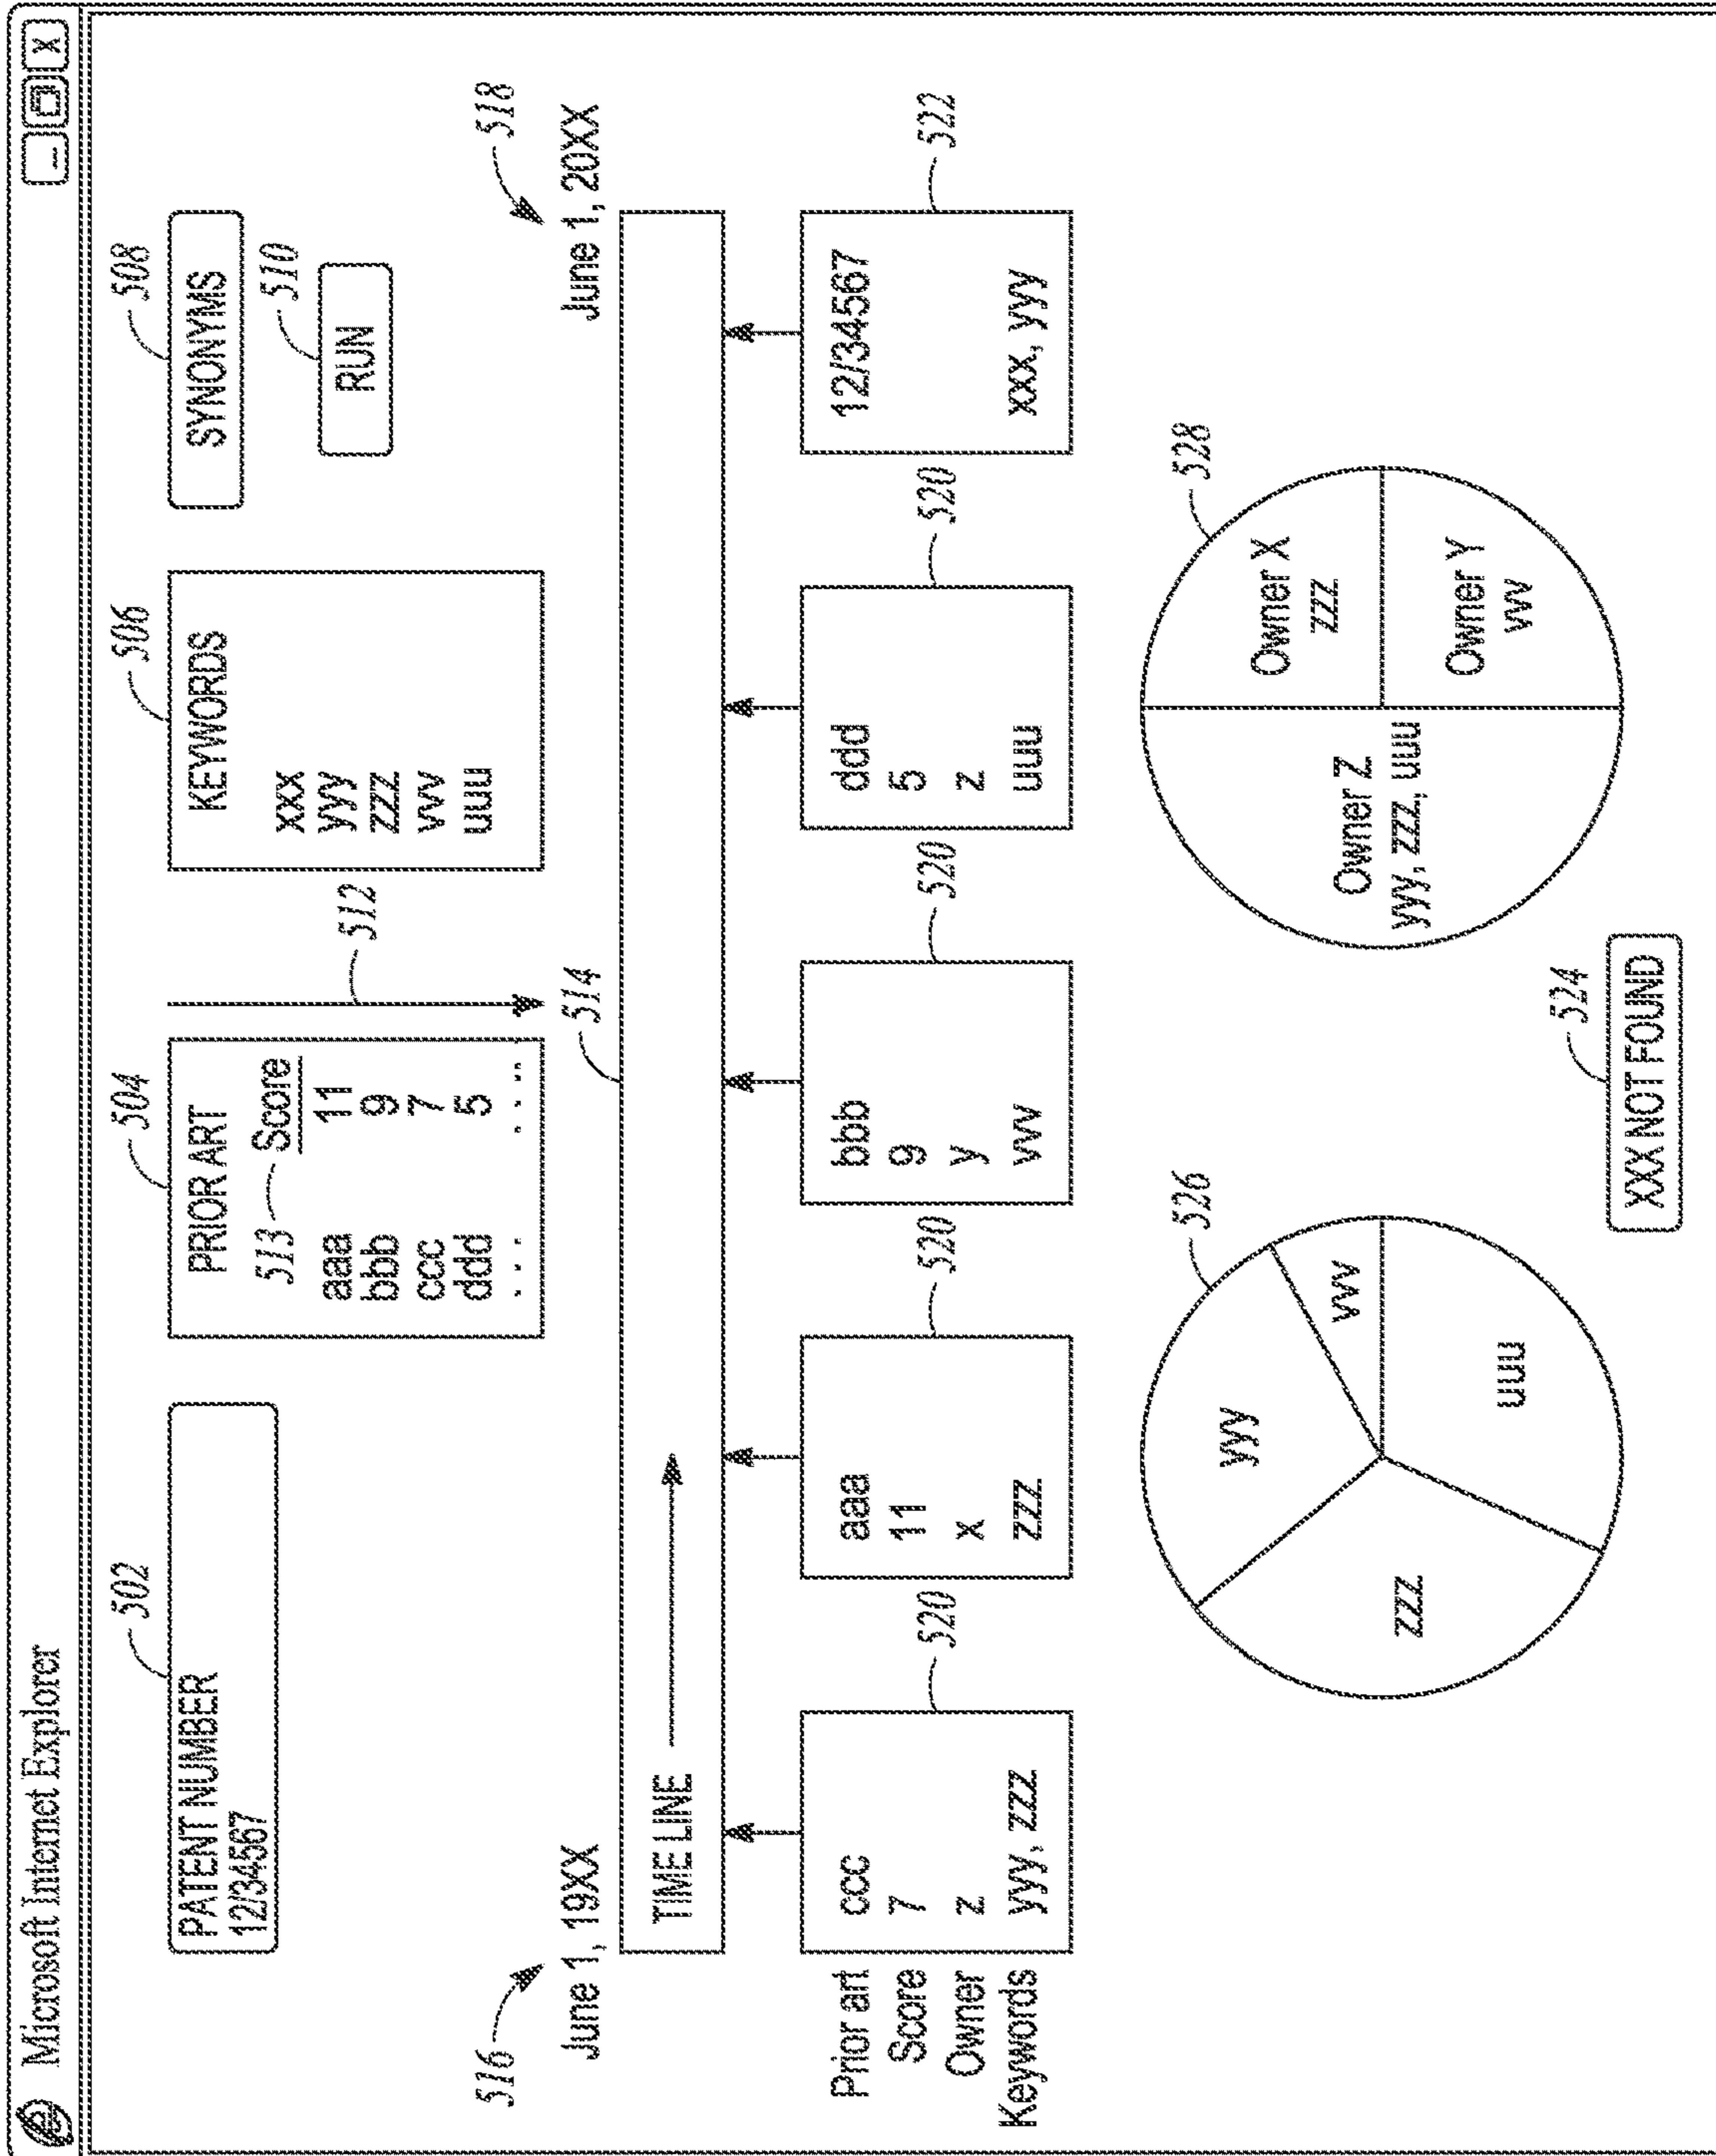 Microsoft Internet Explorer
_ X
502
504
506
508
PATENT NUMBER
12/34567
PRIOR ART
513 Score
aaa 11
bbb 9
ccc 7
ddd 5
... ...
512
KEYWORDS
xxx
yyy
zzz
vvv
uuu
SYNONYMS
510
RUN
516
518
June 1, 19XX
514
June 1, 20XX
TIME LINE
Prior art
Score
Owner
Keywords
ccc
7
z
yyy, zzz
520
aaa
11
x
zzz
520
bbb
9
y
vvv
520
ddd
5
z
uuu
520
12/34567
xxx, yyy
522
526
yyy
vvv
zzz
uuu
528
Owner Z
yyy, zzz, uuu
Owner X
zzz
Owner Y
vvv
524
XXX NOT FOUND